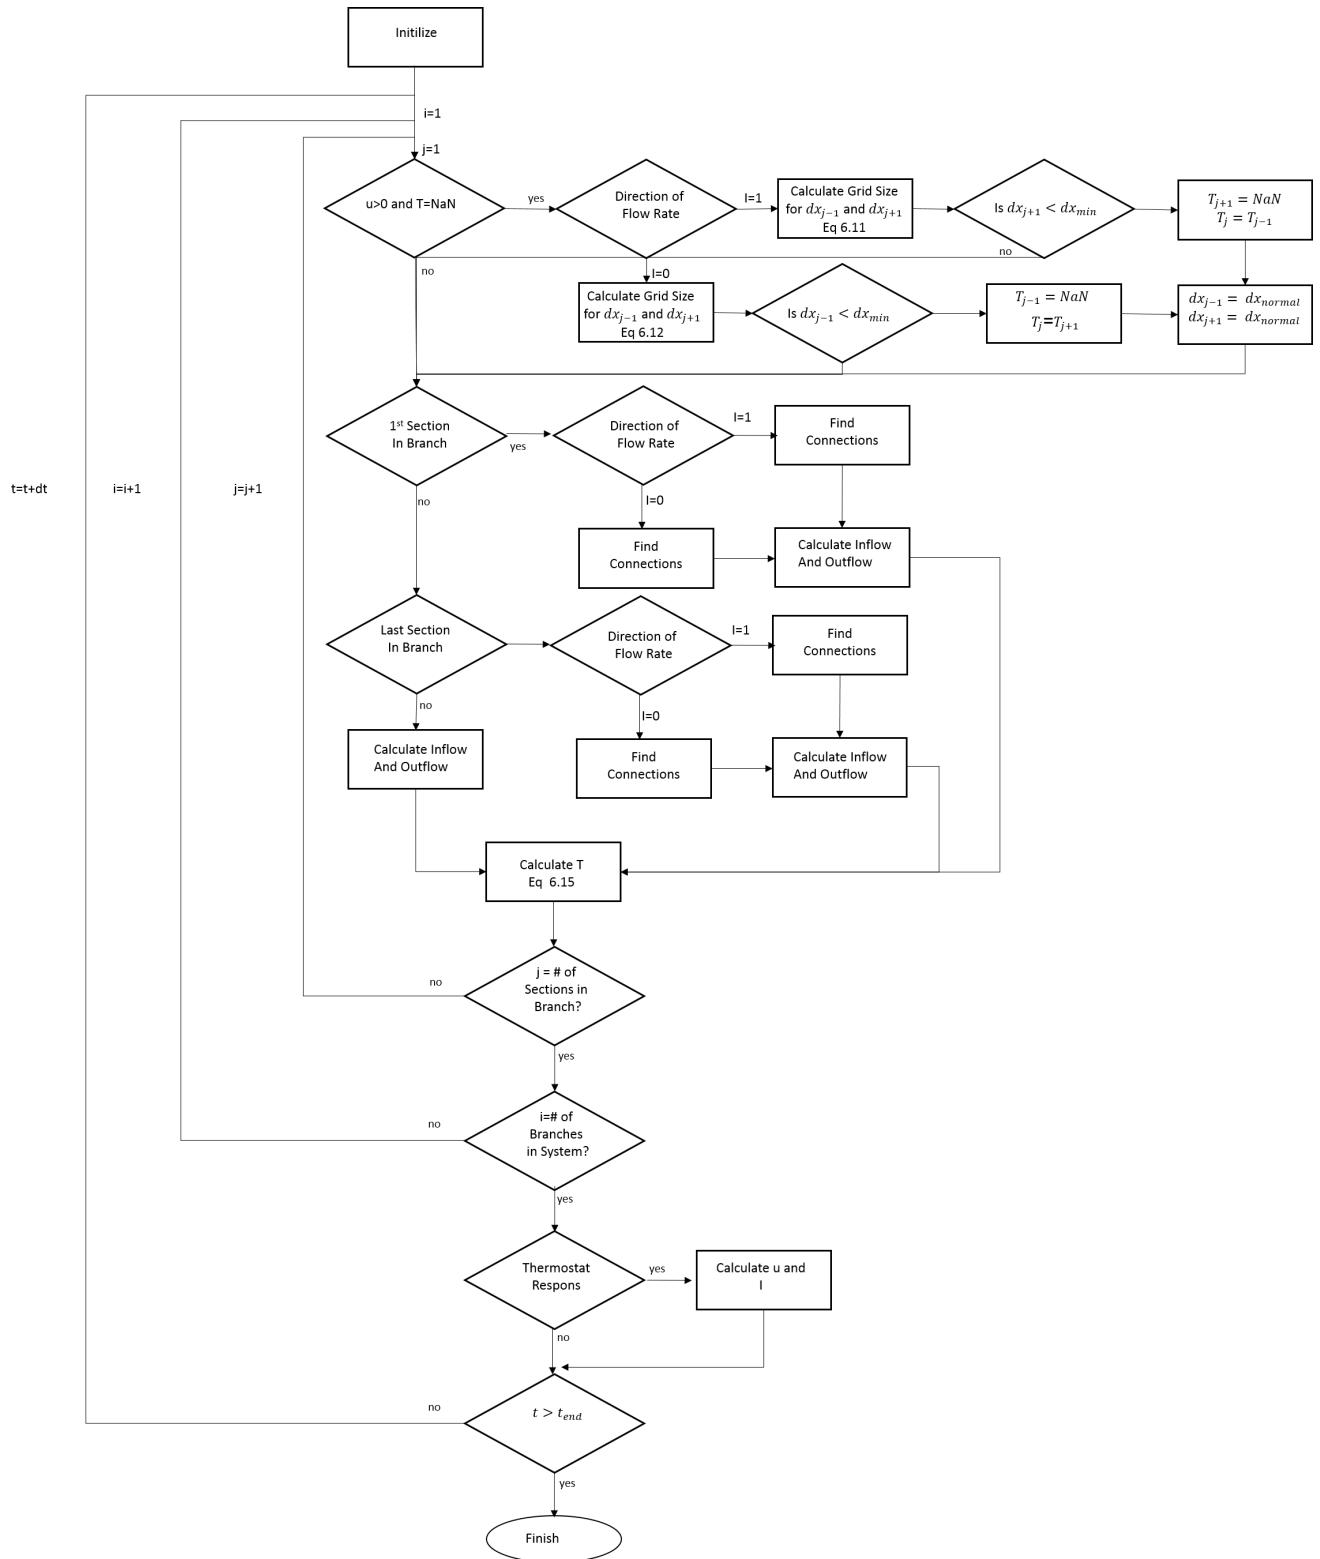 Initilize
i=1
j=1
u>0 and T=NaN
yes
Direction of
Flow Rate
I=1
Calculate Grid Size
for $dx_{j-1}$ and $dx_{j+1}$
Eq 6.11
Is $dx_{j+1} < dx_{min}$
$T_{j+1} = NaN$
$T_j = T_{j-1}$
no
no
I=0
Calculate Grid Size
for $dx_{j-1}$ and $dx_{j+1}$
Eq 6.12
Is $dx_{j-1} < dx_{min}$
$T_{j-1} = NaN$
$T_j = T_{j+1}$
$dx_{j-1} = dx_{normal}$
$dx_{j+1} = dx_{normal}$
1st Section
In Branch
yes
Direction of
Flow Rate
I=1
Find
Connections
t=t+dt
i=i+1
j=j+1
no
I=0
Find
Connections
Calculate Inflow
And Outflow
Last Section
In Branch
Direction of
Flow Rate
I=1
Find
Connections
no
I=0
Calculate Inflow
And Outflow
Find
Connections
Calculate Inflow
And Outflow
Calculate T
Eq 6.15
j = # of
Sections in
Branch?
no
yes
i=# of
Branches
in System?
no
yes
Thermostat
Respons
yes
Calculate u and
I
no
$t > t_{end}$
no
yes
Finish